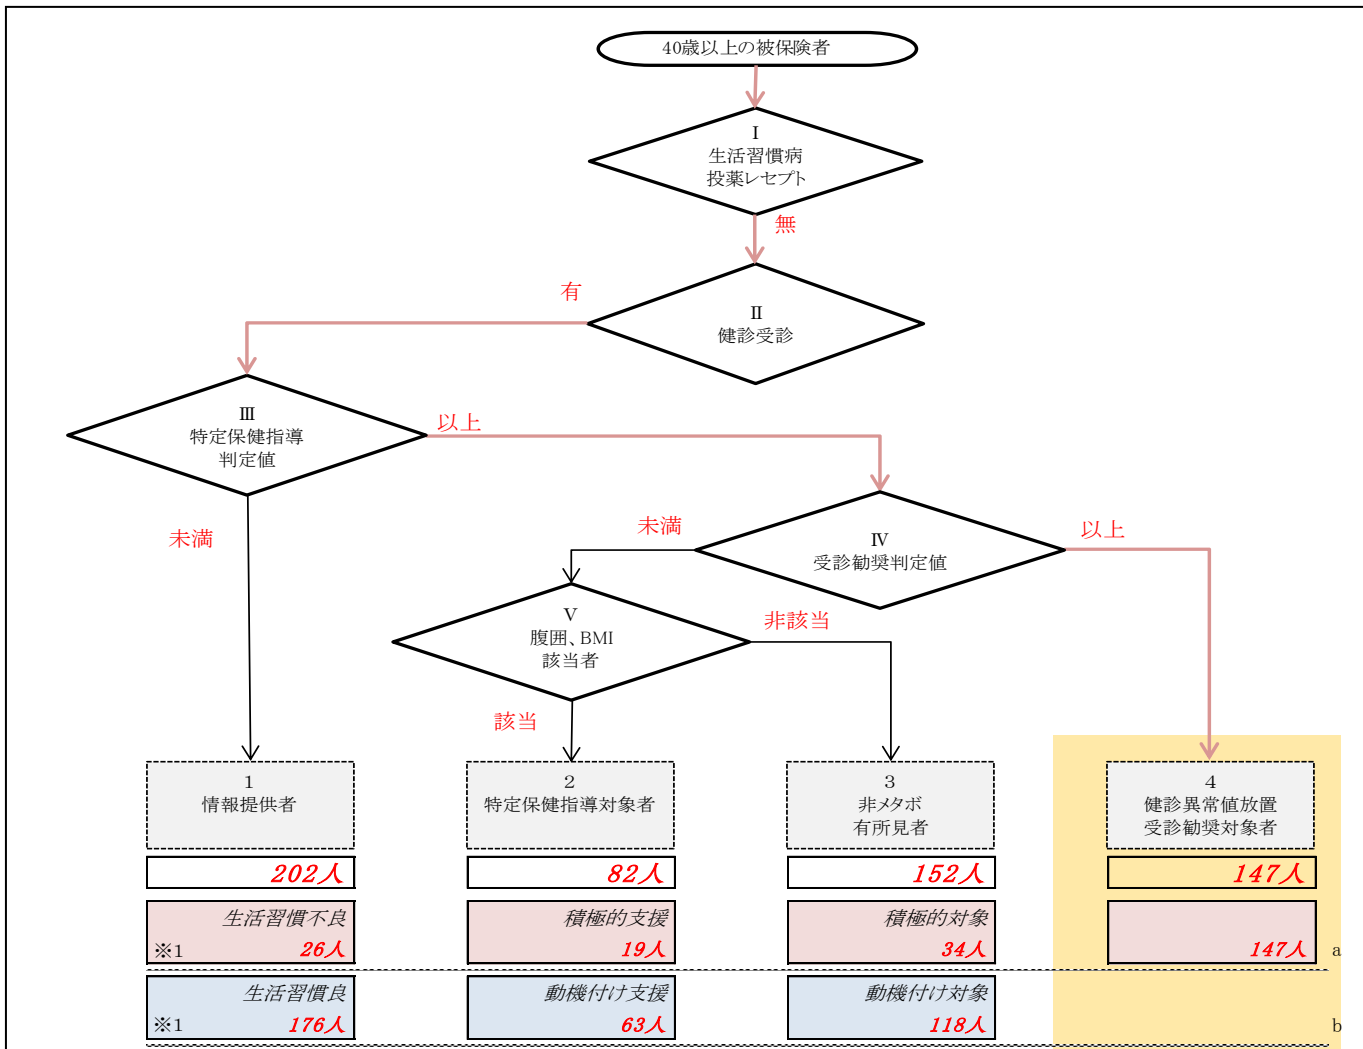 40歳以上の被保険者
Ⅰ
生活習慣病
投薬レセプト
無
Ⅱ
健診受診
有
Ⅲ
特定保健指導
判定値
以上
未満
Ⅳ
受診勧奨判定値
未満
以上
Ⅴ
腹囲、BMI
該当者
非該当
該当
1
情報提供者
2
特定保健指導対象者
3
非メタボ
有所見者
4
健診異常値放置
受診勧奨対象者
202人
82人
152人
147人
生活習慣不良
※1 26人
積極的支援
19人
積極的対象
34人
147人
a
生活習慣良
※1 176人
動機付け支援
63人
動機付け対象
118人
b